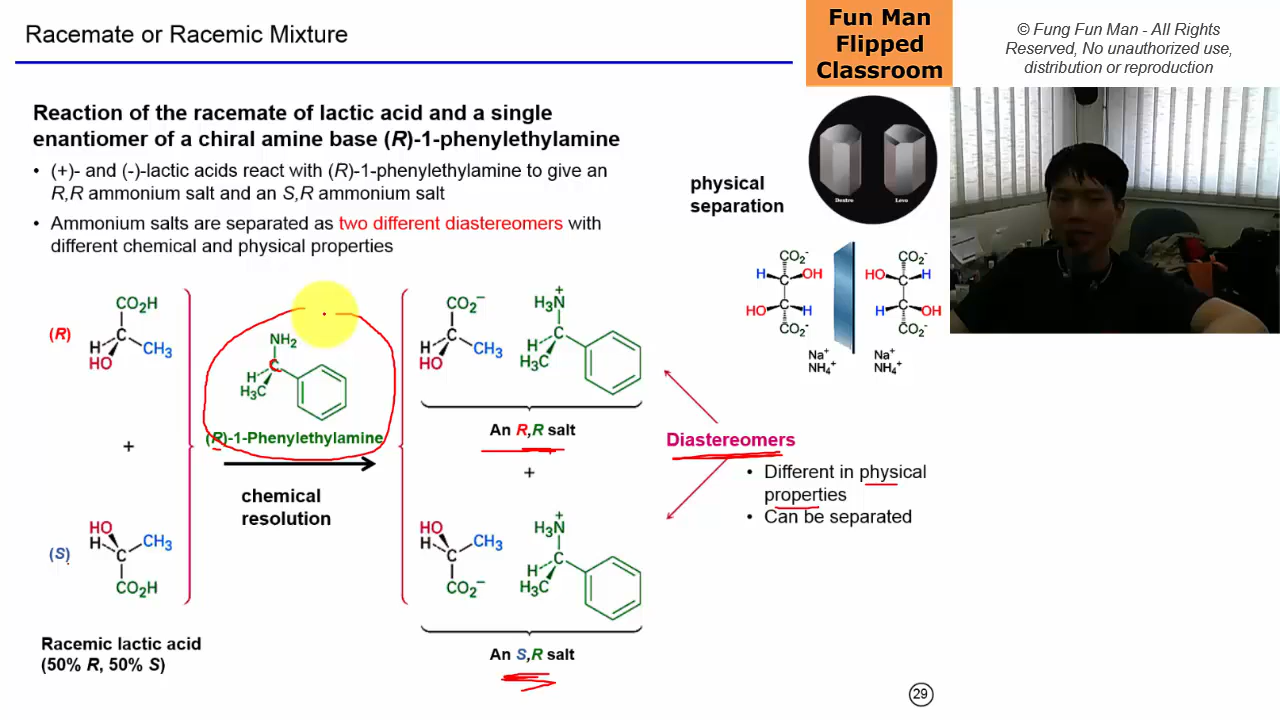 Racemate or Racemic Mixture
Fun Man
Flipped
Classroom
© Fung Fun Man - All Rights
Reserved, No unauthorized use,
distribution or reproduction
Reaction of the racemate of lactic acid and a single
enantiomer of a chiral amine base (R)-1-phenylethylamine
• (+)- and (-)-lactic acids react with (R)-1-phenylethylamine to give an
R,R ammonium salt and an S,R ammonium salt
• Ammonium salts are separated as two different diastereomers with
different chemical and physical properties
physical
separation
Dextro
Levo
CO₂⁻
H C OH
HO C H
CO₂⁻
Na⁺
NH₄⁺
CO₂⁻
HO C H
H C OH
CO₂⁻
Na⁺
NH₄⁺
(R)
CO₂H
C
H
HO
CH₃
+
(S)
HO
H
C
CH₃
CO₂H
Racemic lactic acid
(50% R, 50% S)
NH₂
C
H
H₃C
(R)-1-Phenylethylamine
chemical
resolution
CO₂⁻
C
H
HO
CH₃
+
H₃N
C
H
H₃C
An R,R salt
+
HO
H
C
CH₃
CO₂⁻
+
H₃N
C
H
H₃C
An S,R salt
Diastereomers
• Different in physical
properties
• Can be separated
29